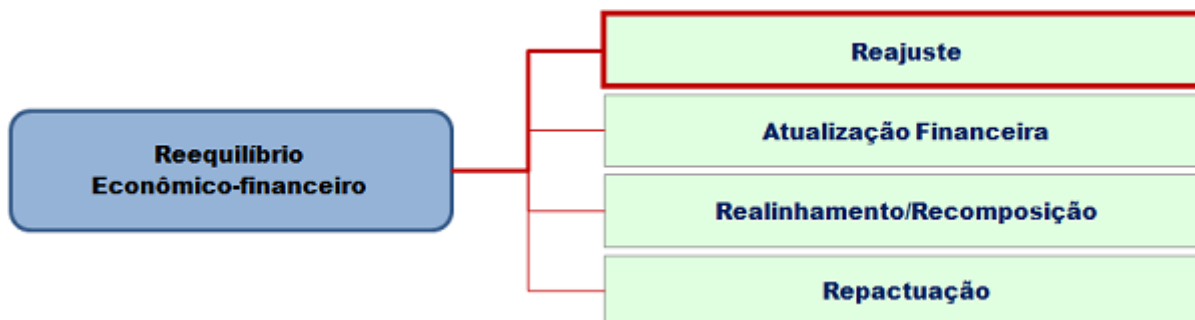 Reequilíbrio
Econômico-financeiro
Reajuste
Atualização Financeira
Realinhamento/Recomposição
Repactuação